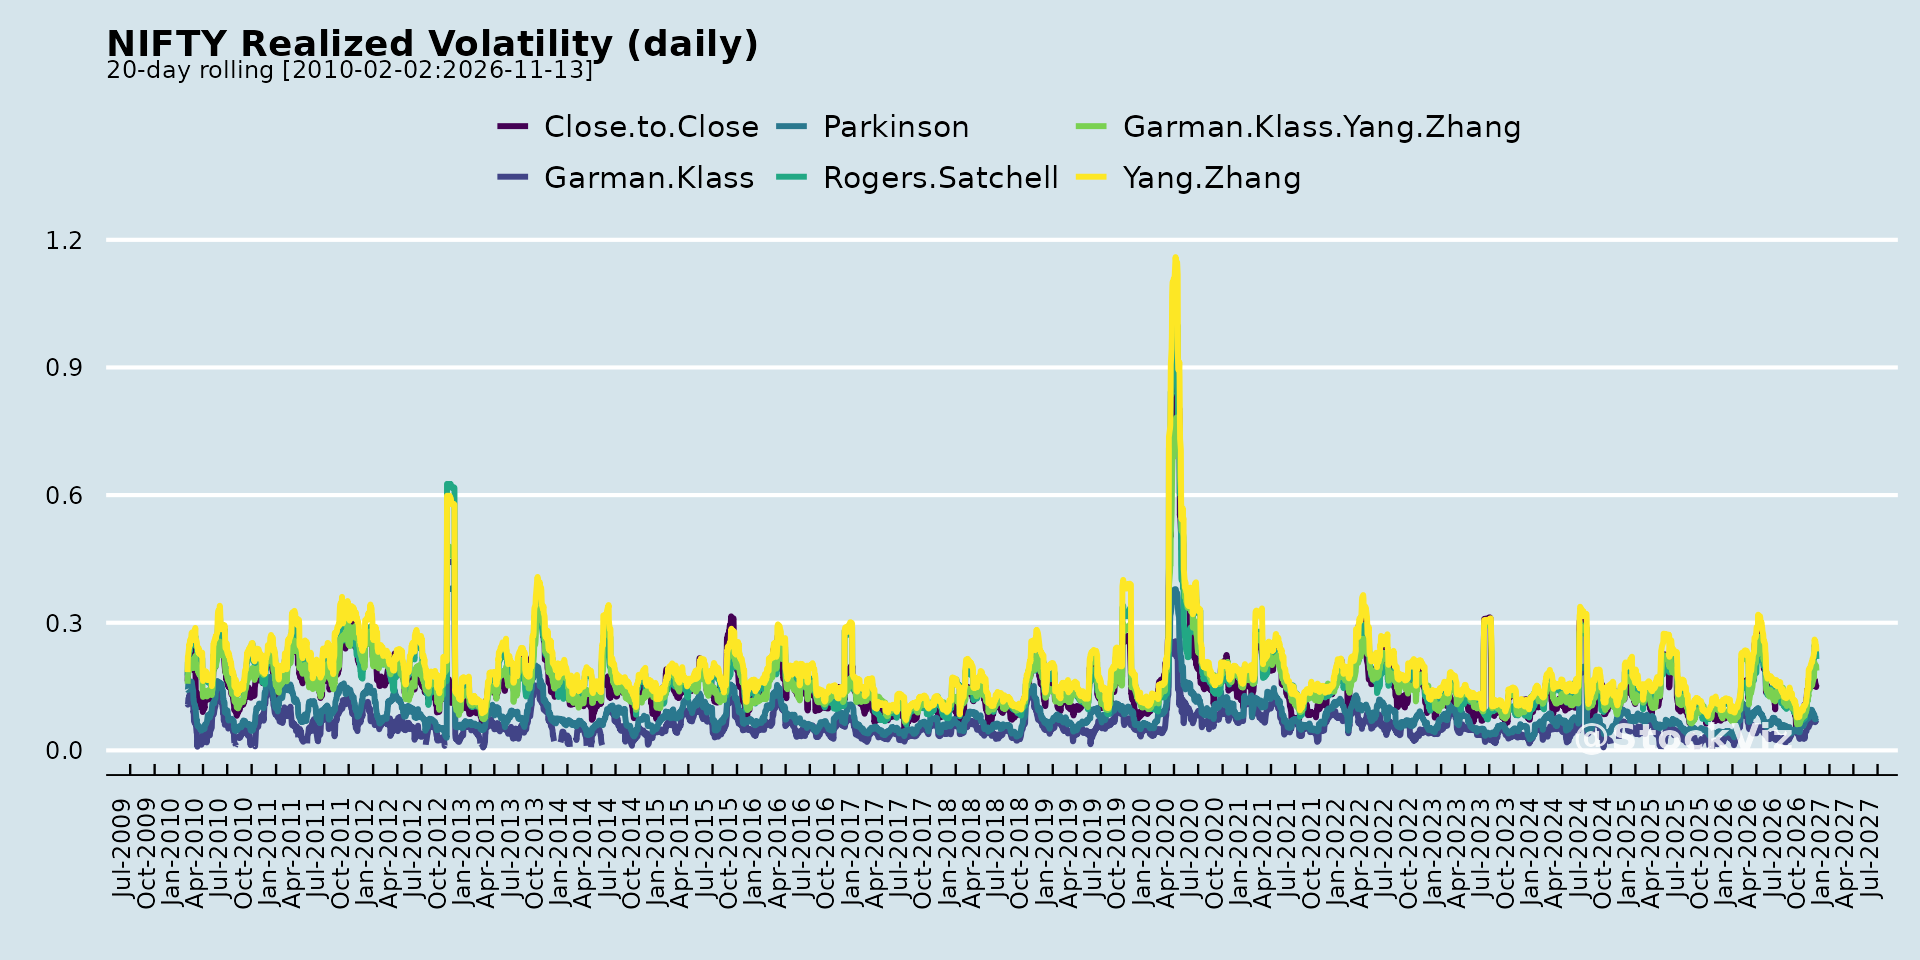 NIFTY Realized Volatility (daily)
20-day rolling [2010-02-02:2026-11-13]
Close.to.Close Parkinson Garman.Klass.Yang.Zhang
Garman.Klass Rogers.Satchell Yang.Zhang
1.2
0.9
0.6
0.3
0.0
@StockViz
Jul-2009 Oct-2009 Jan-2010 Apr-2010 Jul-2010 Oct-2010 Jan-2011 Apr-2011 Jul-2011 Oct-2011 Jan-2012 Apr-2012 Jul-2012 Oct-2012 Jan-2013 Apr-2013 Jul-2013 Oct-2013 Jan-2014 Apr-2014 Jul-2014 Oct-2014 Jan-2015 Apr-2015 Jul-2015 Oct-2015 Jan-2016 Apr-2016 Jul-2016 Oct-2016 Jan-2017 Apr-2017 Jul-2017 Oct-2017 Jan-2018 Apr-2018 Jul-2018 Oct-2018 Jan-2019 Apr-2019 Jul-2019 Oct-2019 Jan-2020 Apr-2020 Jul-2020 Oct-2020 Jan-2021 Apr-2021 Jul-2021 Oct-2021 Jan-2022 Apr-2022 Jul-2022 Oct-2022 Jan-2023 Apr-2023 Jul-2023 Oct-2023 Jan-2024 Apr-2024 Jul-2024 Oct-2024 Jan-2025 Apr-2025 Jul-2025 Oct-2025 Jan-2026 Apr-2026 Jul-2026 Oct-2026 Jan-2027 Apr-2027 Jul-2027